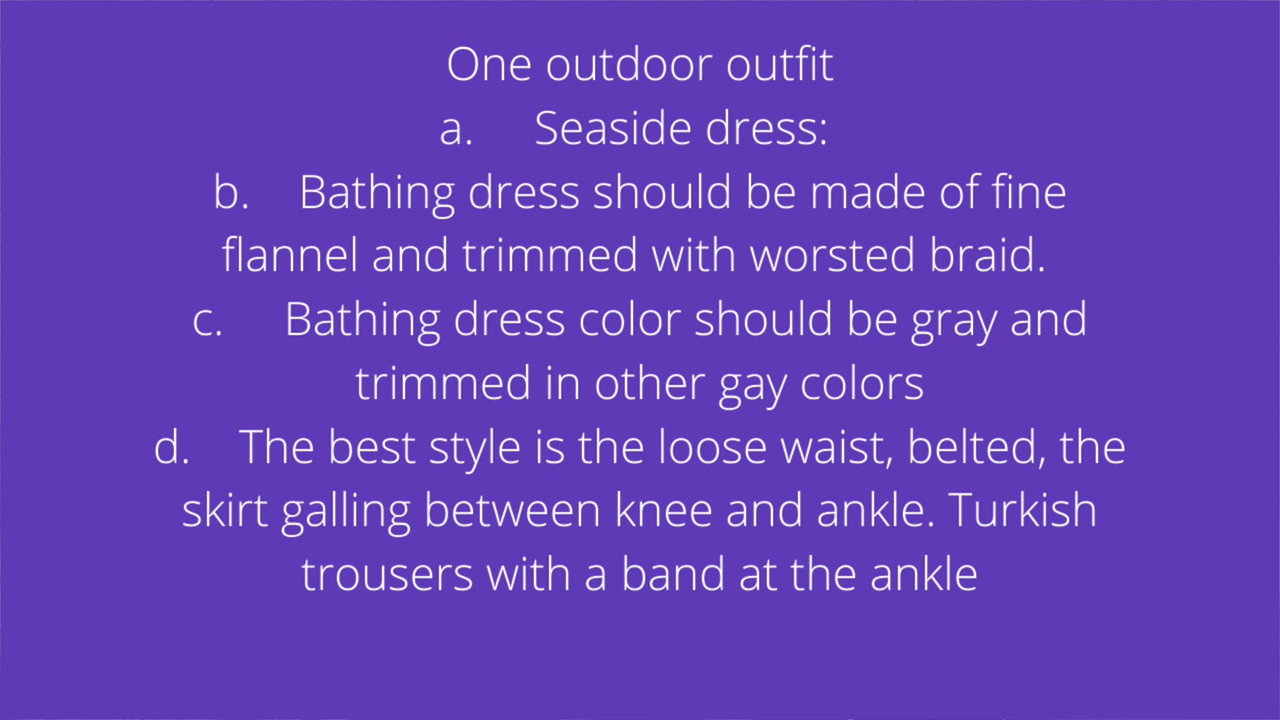 One outdoor outfit
a. Seaside dress:
b. Bathing dress should be made of fine
flannel and trimmed with worsted braid.
c. Bathing dress color should be gray and
trimmed in other gay colors
d. The best style is the loose waist, belted, the
skirt galling between knee and ankle. Turkish
trousers with a band at the ankle